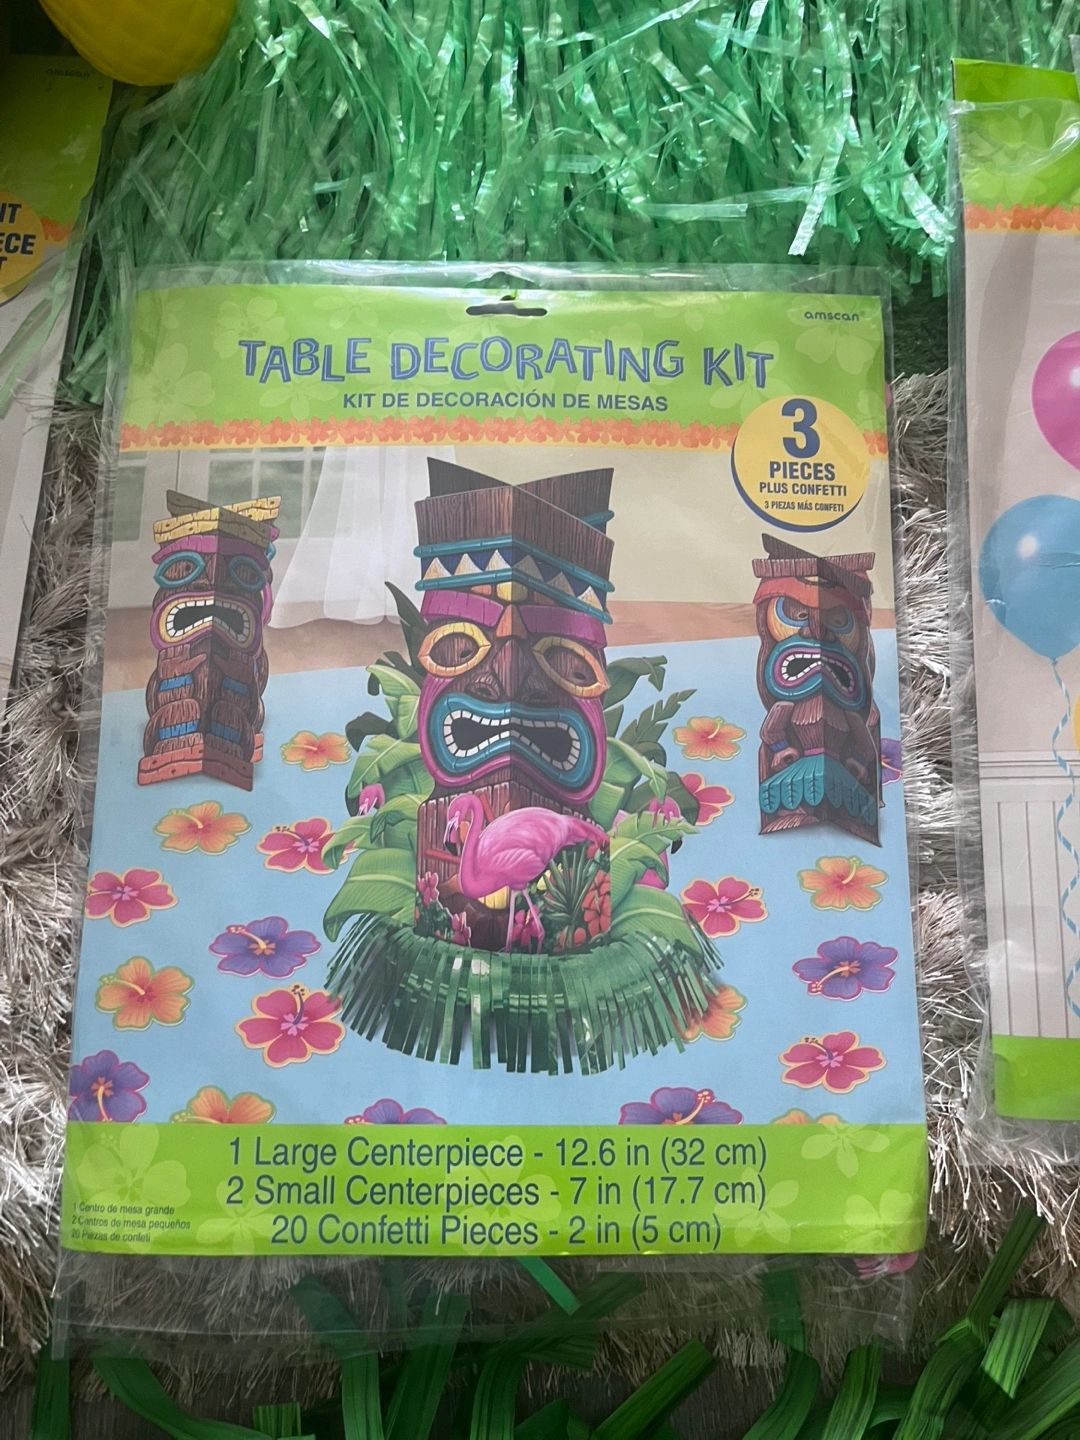 amscan
TABLE DECORATING KIT
KIT DE DECORACIÓN DE MESAS
3
PIECES
PLUS CONFETTI
3 PIEZAS MÁS CONFETI
1 Large Centerpiece - 12.6 in (32 cm)
2 Small Centerpieces - 7 in (17.7 cm)
20 Confetti Pieces - 2 in (5 cm)
1 Centro de mesa grande
2 Centros de mesa pequeños
20 Piezas de confeti
amscan